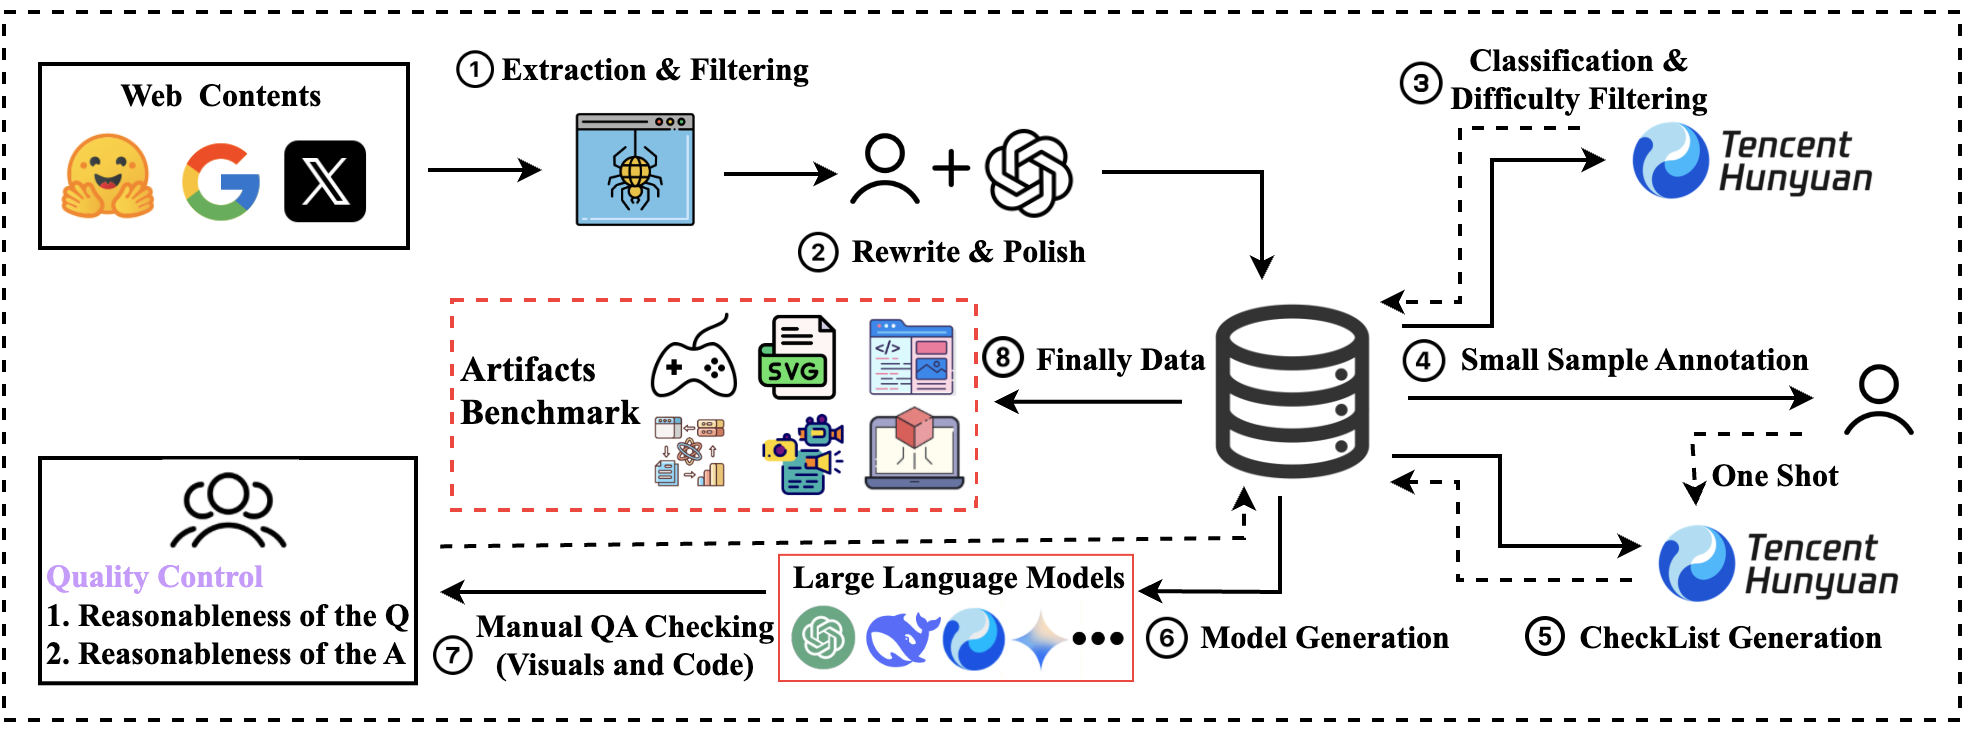 Web Contents
① Extraction & Filtering
② Rewrite & Polish
③ Classification &
Difficulty Filtering
Tencent
Hunyuan
④ Small Sample Annotation
One Shot
Tencent
Hunyuan
⑤ CheckList Generation
⑥ Model Generation
Large Language Models
⑦ Manual QA Checking
(Visuals and Code)
Quality Control
1. Reasonableness of the Q
2. Reasonableness of the A
⑧ Finally Data
Artifacts
Benchmark
SVG
</>